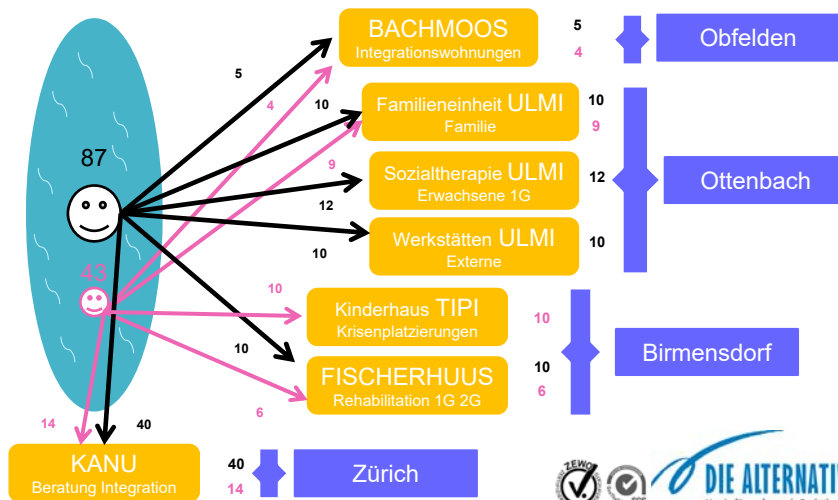 BACHMOOS
Integrationswohnungen
5
4
Obfelden
5
4
10
Familieneinheit ULMI
Familie
10
9
87
9
Sozialtherapie ULMI
Erwachsene 1G
12
Ottenbach
12
10
Werkstätten ULMI
Externe
10
43
10
Kinderhaus TIPI
Krisenplatzierungen
10
10
Birmensdorf
FISCHERHUUS
Rehabilitation 1G 2G
10
6
6
14
40
KANU
Beratung Integration
40
14
Zürich
ZEWO
DIE ALTERNATI